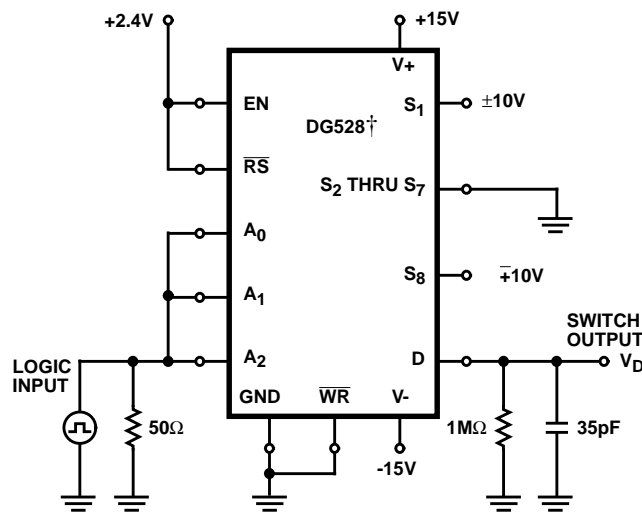 +2.4V
+15V
V+
EN
S1
±10V
DG528†
RS
S2 THRU S7
A0
A1
S8
∓10V
SWITCH
OUTPUT
A2
D
VD
LOGIC
INPUT
GND
WR
V-
50Ω
1MΩ
35pF
-15V